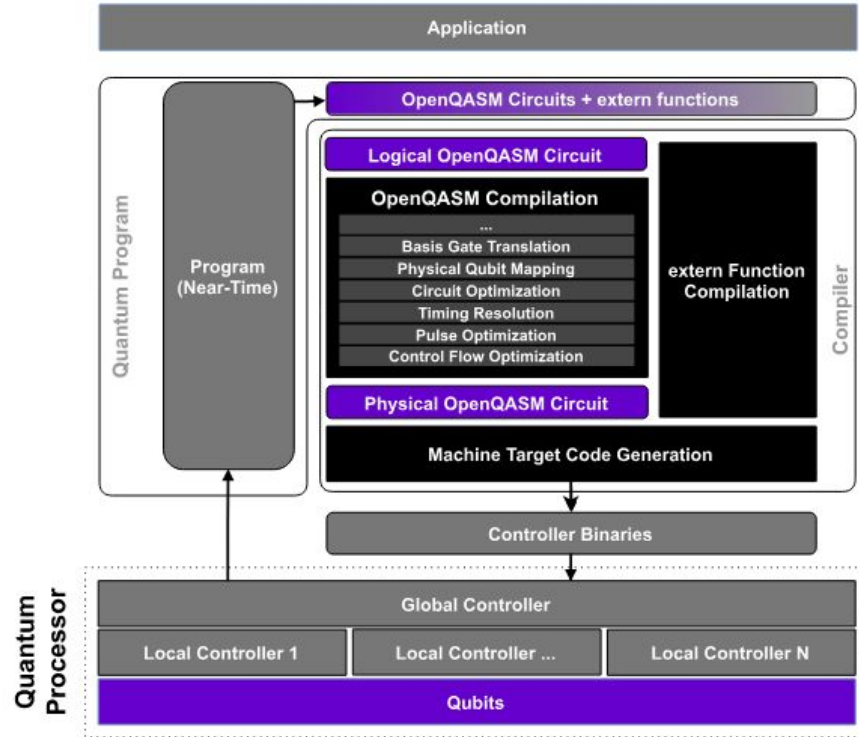 Application
Quantum Program
Program
(Near-Time)
OpenQASM Circuits + extern functions
Logical OpenQASM Circuit
OpenQASM Compilation
...
Basis Gate Translation
Physical Qubit Mapping
Circuit Optimization
Timing Resolution
Pulse Optimization
Control Flow Optimization
Physical OpenQASM Circuit
extern Function
Compilation
Compiler
Machine Target Code Generation
Controller Binaries
Quantum
Processor
Global Controller
Local Controller 1
Local Controller ...
Local Controller N
Qubits